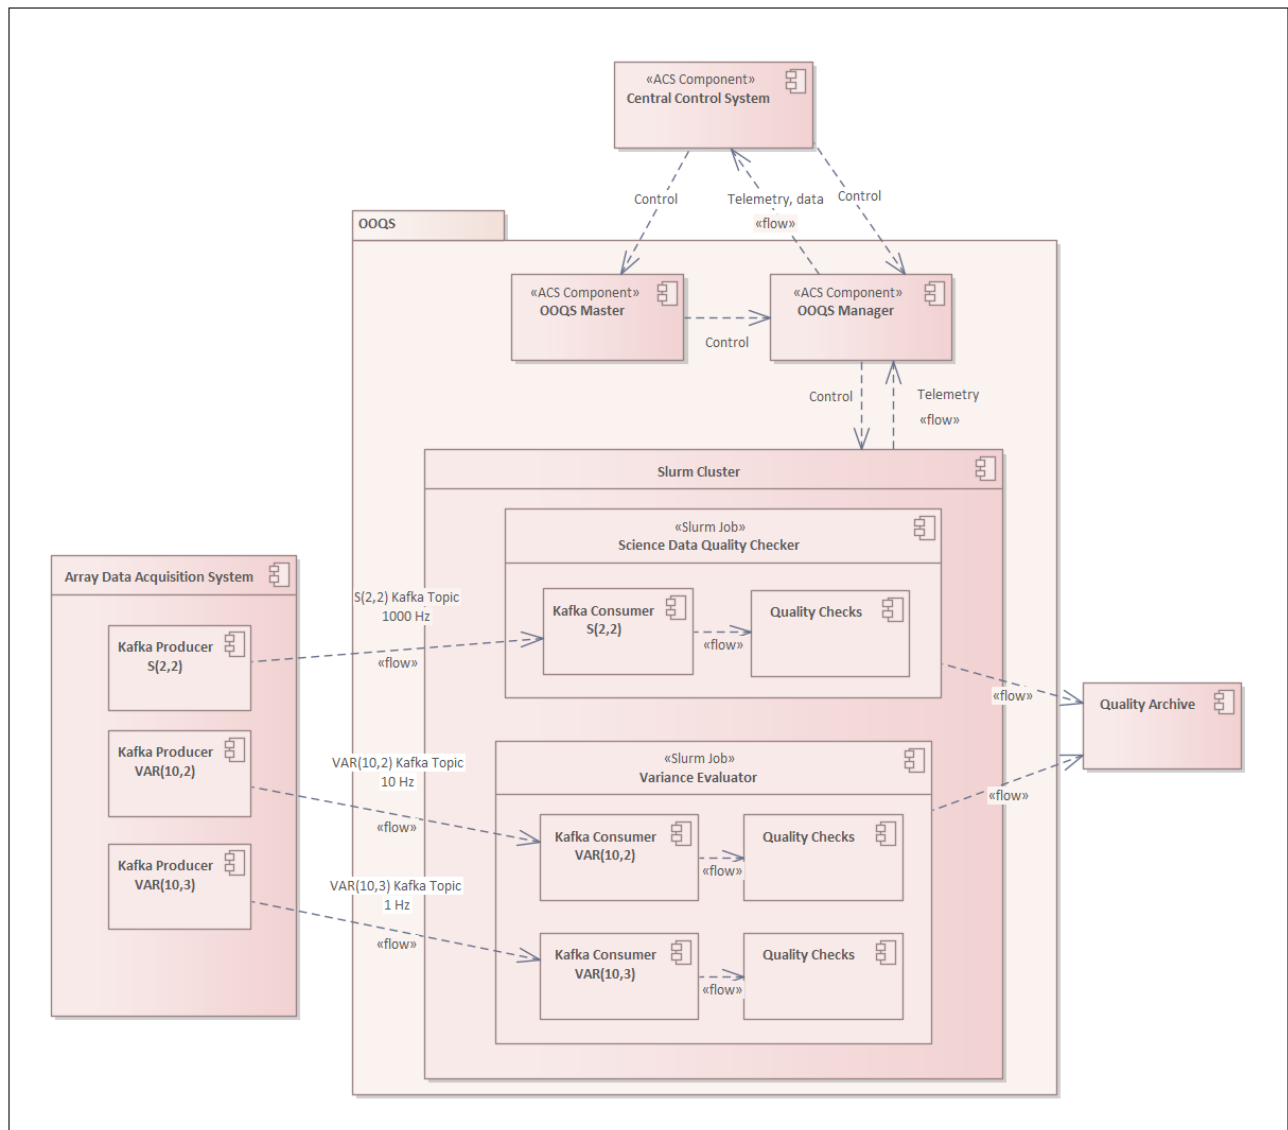 «ACS Component»
Central Control System
Control
Telemetry, data
«flow»
Control
OOQS
«ACS Component»
OOQS Master
Control
«ACS Component»
OOQS Manager
Control
Telemetry
«flow»
Slurm Cluster
«Slurm Job»
Science Data Quality Checker
Array Data Acquisition System
S(2,2) Kafka Topic
1000 Hz
«flow»
Kafka Producer
S(2,2)
Kafka Consumer
S(2,2)
«flow»
Quality Checks
«flow»
Quality Archive
Kafka Producer
VAR(10,2)
VAR(10,2) Kafka Topic
10 Hz
«flow»
«Slurm Job»
Variance Evaluator
«flow»
Kafka Consumer
VAR(10,2)
«flow»
Quality Checks
Kafka Producer
VAR(10,3)
VAR(10,3) Kafka Topic
1 Hz
«flow»
Kafka Consumer
VAR(10,3)
«flow»
Quality Checks